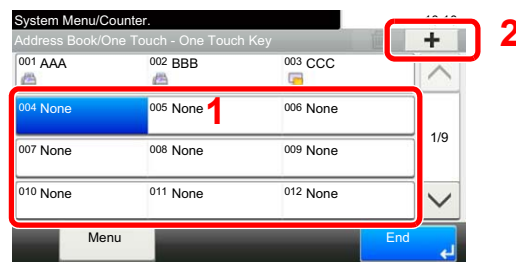 System Menu/Counter.
Address Book/One Touch - One Touch Key
2
001 AAA 002 BBB 003 CCC
004 None 005 None 1 006 None
1/9
007 None 008 None 009 None
010 None 011 None 012 None
Menu End